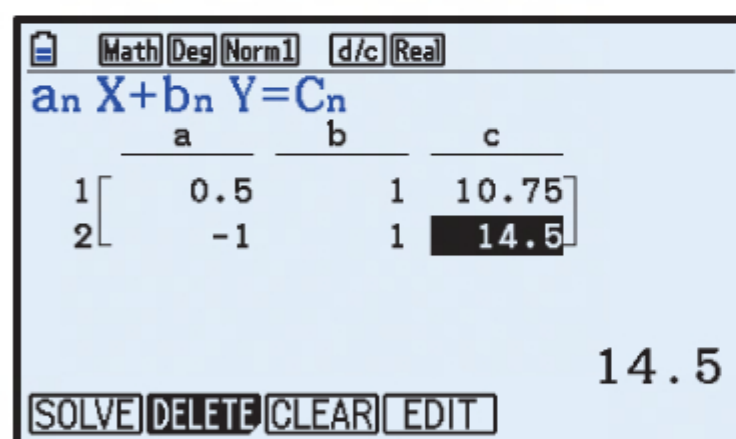 Math Deg Norm1 d/c Real
an X+bn Y=Cn
a b c
1 0.5 1 10.75
2 -1 1 14.5
14.5
SOLVE DELETE CLEAR EDIT